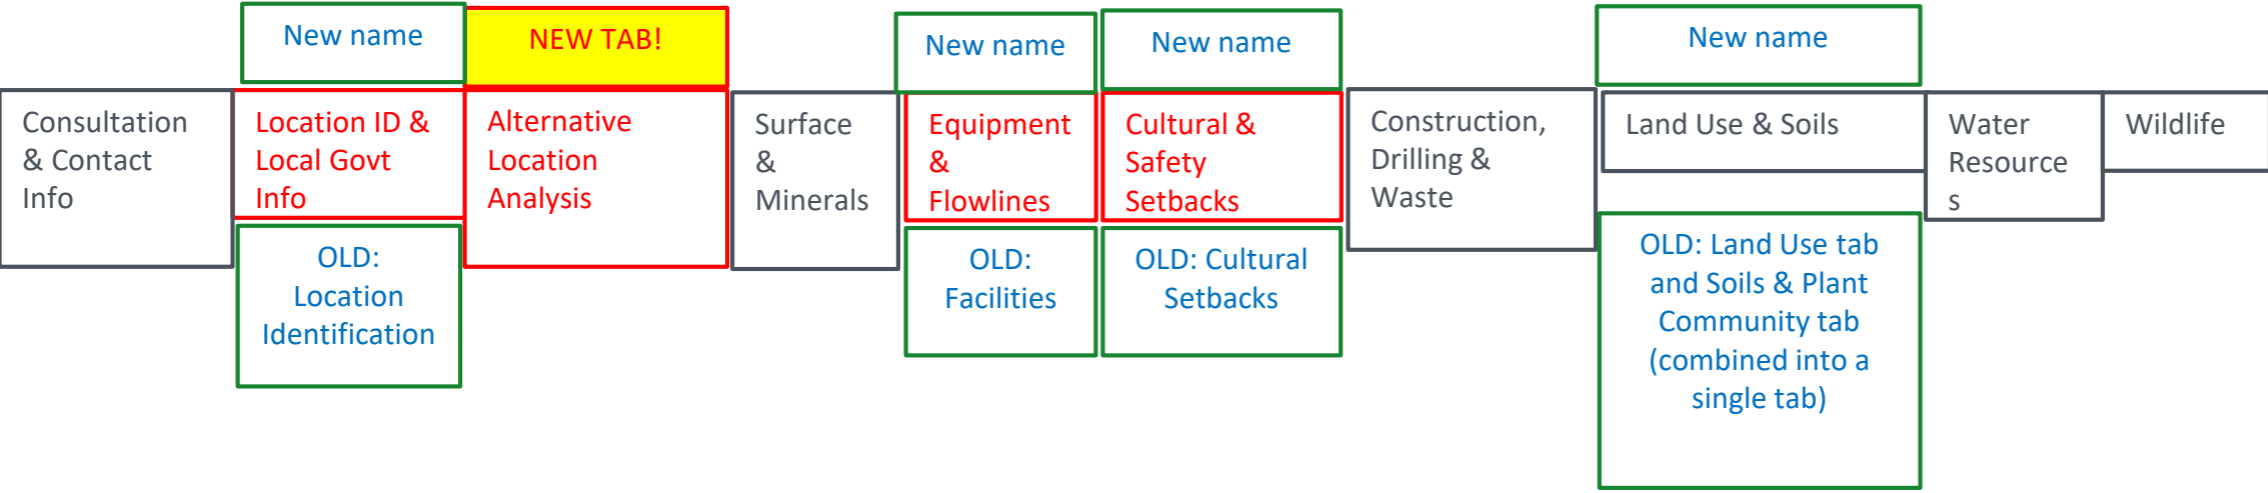 New name
NEW TAB!
New name
New name
New name
Consultation
& Contact
Info
Location ID &
Local Govt
Info
Alternative
Location
Analysis
Surface
&
Minerals
Equipment
&
Flowlines
Cultural &
Safety
Setbacks
Construction,
Drilling &
Waste
Land Use & Soils
Water
Resource
s
Wildlife
OLD:
Location
Identification
OLD:
Facilities
OLD: Cultural
Setbacks
OLD: Land Use tab
and Soils & Plant
Community tab
(combined into a
single tab)